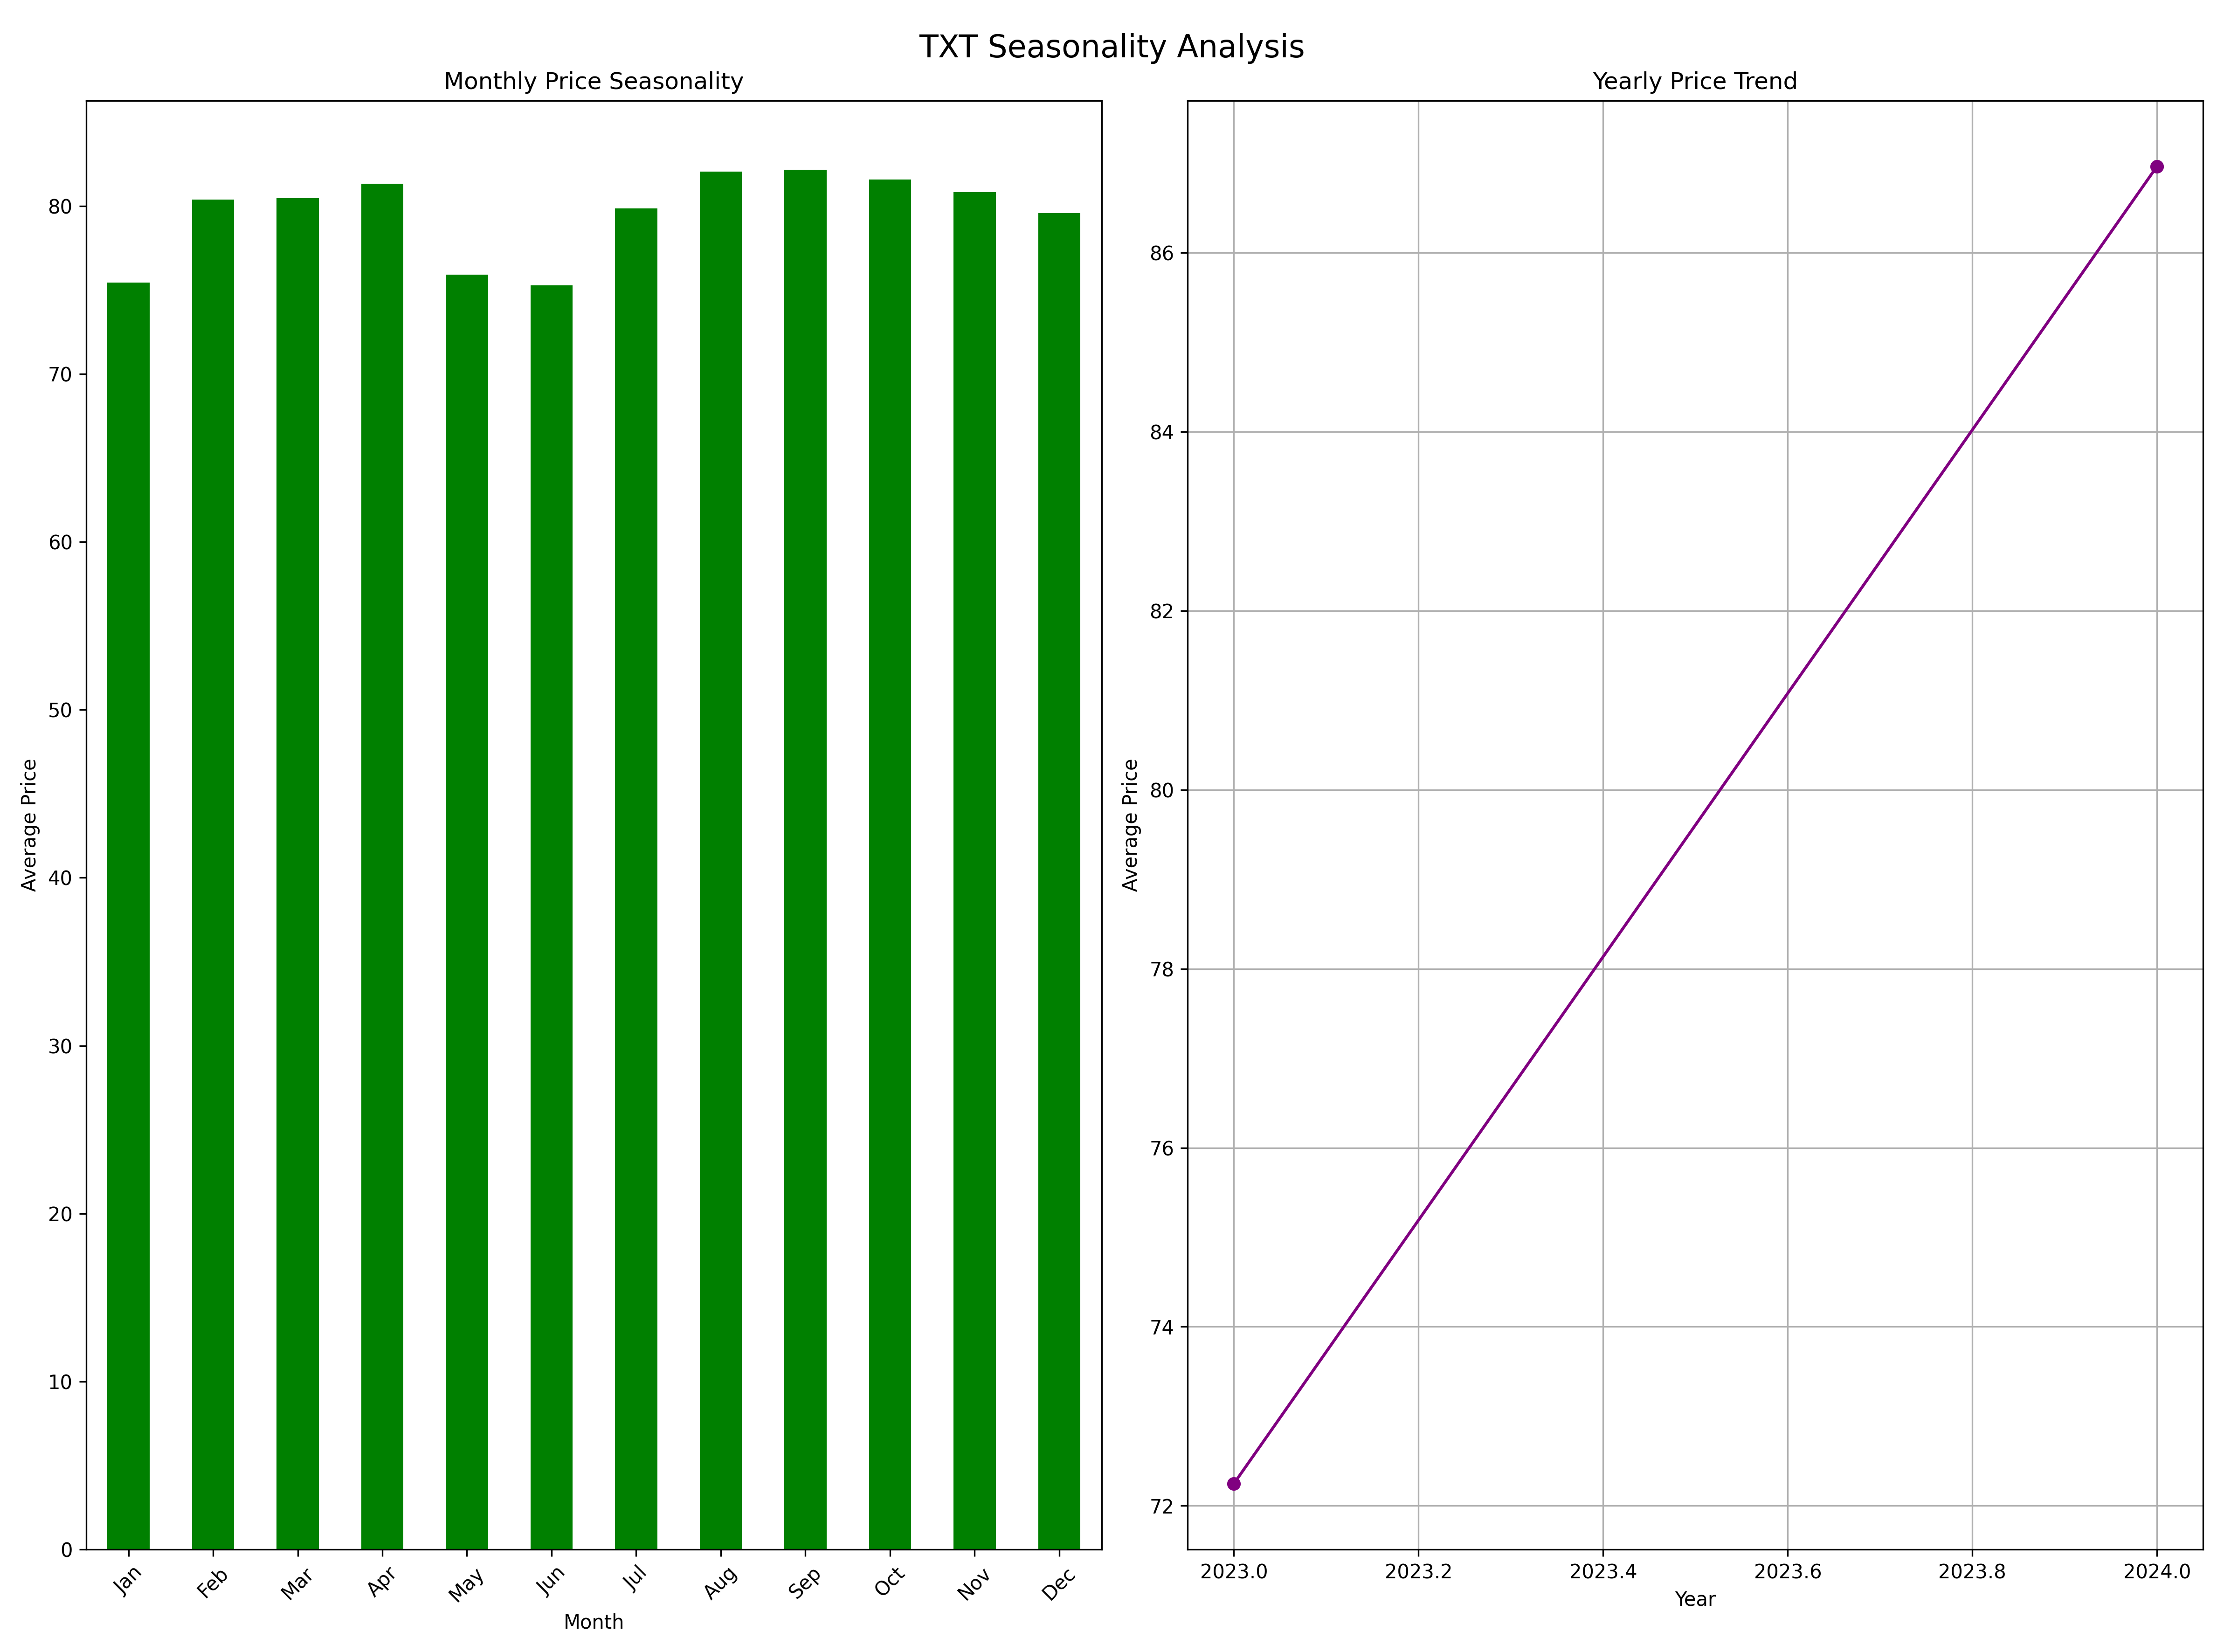 TXT Seasonality Analysis
Monthly Price Seasonality
Average Price
80
70
60
50
40
30
20
10
0
Jan
Feb
Mar
Apr
May
Jun
Jul
Aug
Sep
Oct
Nov
Dec
Month
Yearly Price Trend
Average Price
86
84
82
80
78
76
74
72
2023.0
2023.2
2023.4
2023.6
2023.8
2024.0
Year